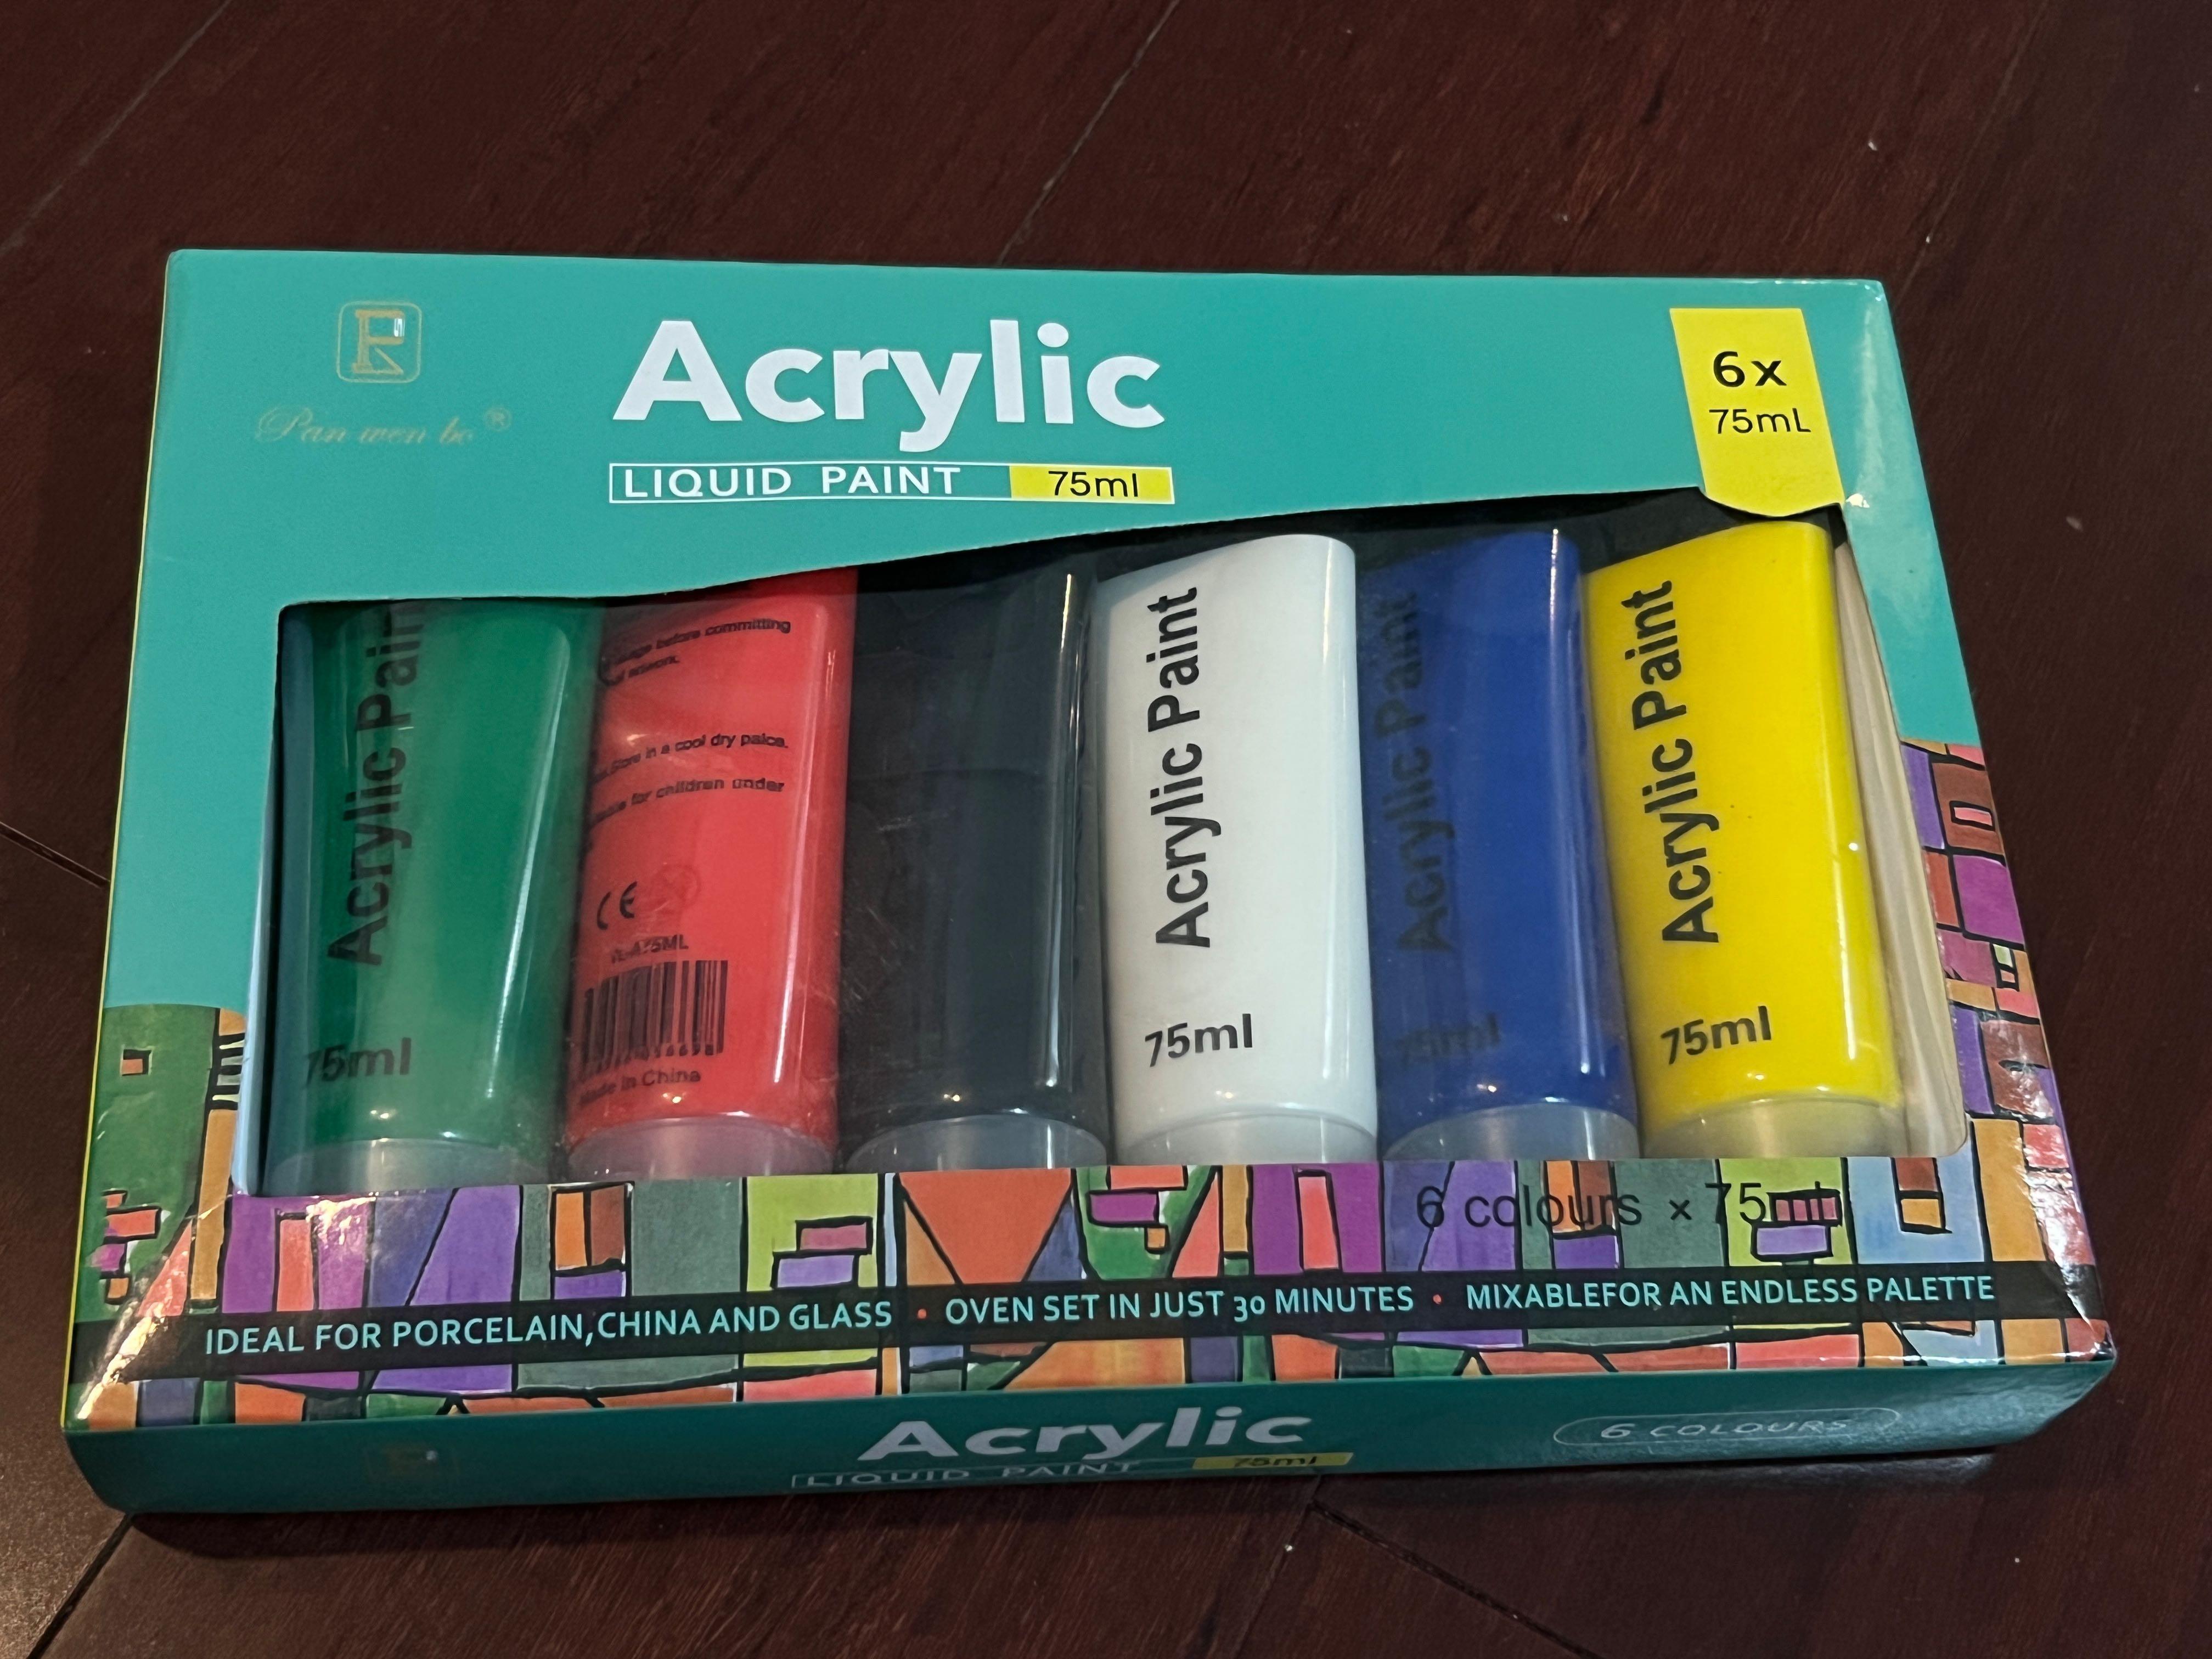 Pan wen bo®
Acrylic
LIQUID PAINT 75ml
6x
75mL
Acrylic Paint
75ml
before committing
Store in a cool dry palce.
for children under
CE
Made in China
Acrylic Paint
75ml
Acrylic Paint
75ml
Acrylic Paint
75ml
6 colours × 75ml
IDEAL FOR PORCELAIN,CHINA AND GLASS • OVEN SET IN JUST 30 MINUTES • MIXABLEFOR AN ENDLESS PALETTE
Acrylic
LIQUID PAINT 75ml
6 COLOURS